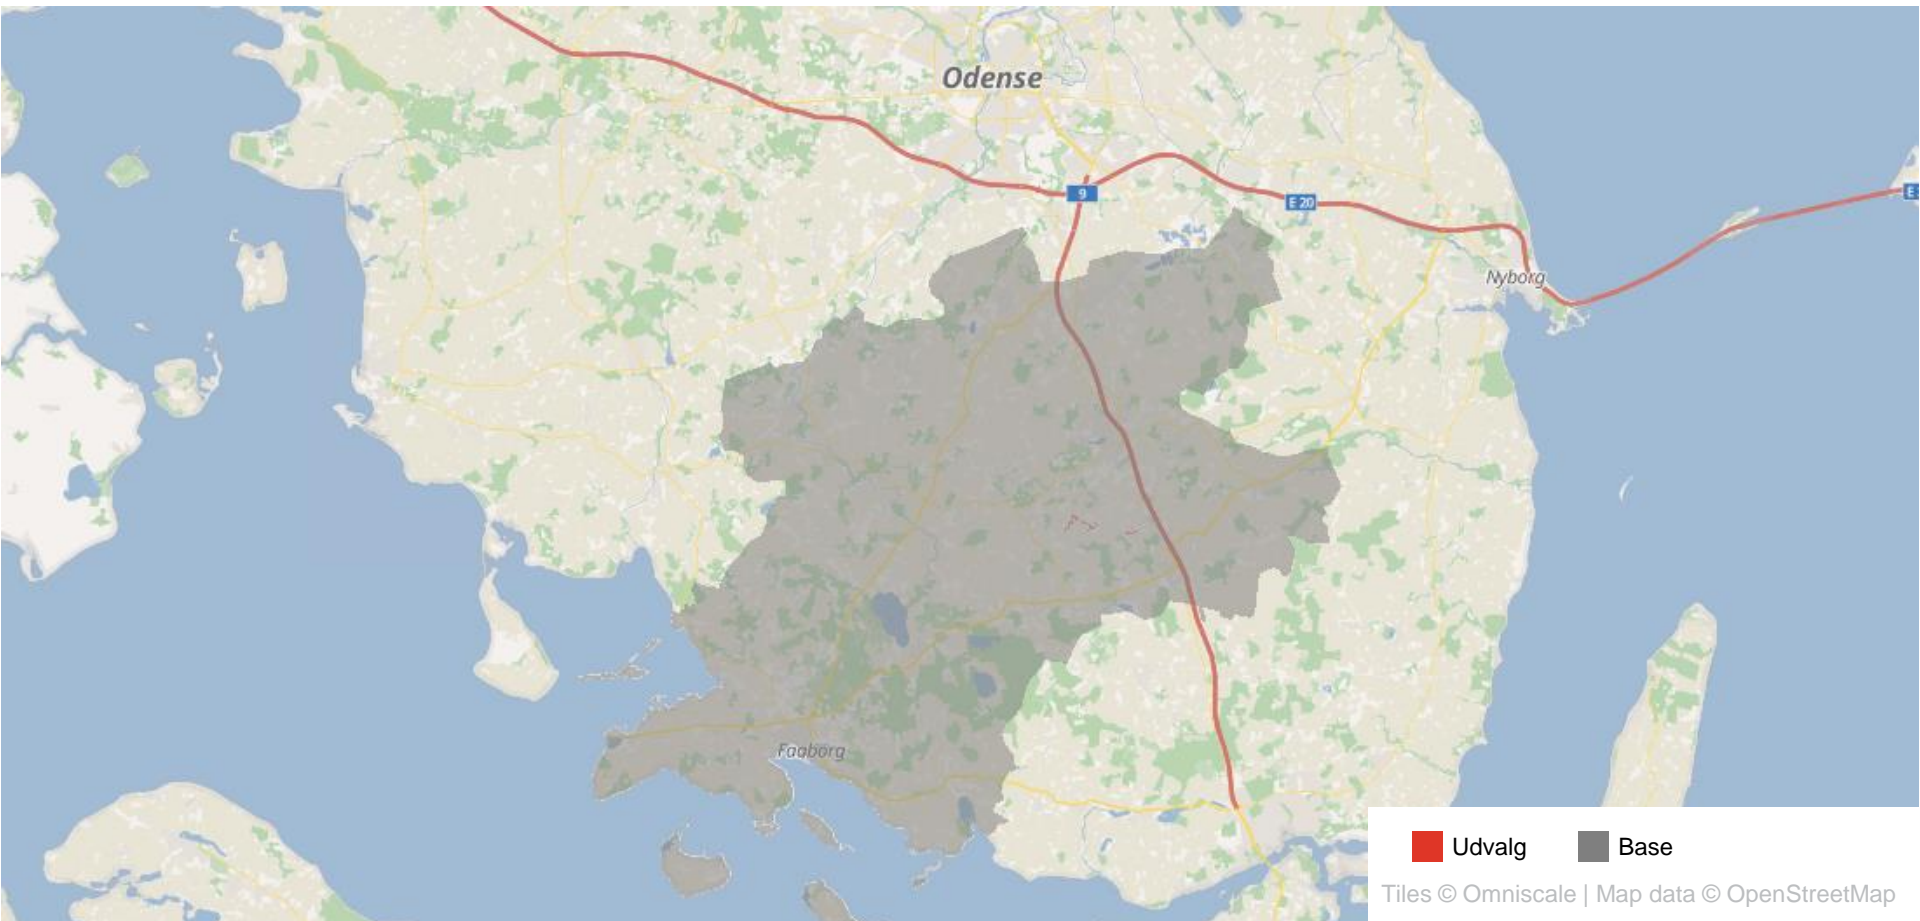 Odense
9
E 20
E
Nyborg
Faaborg
Udvalg
Base
Tiles © Omniscale | Map data © OpenStreetMap